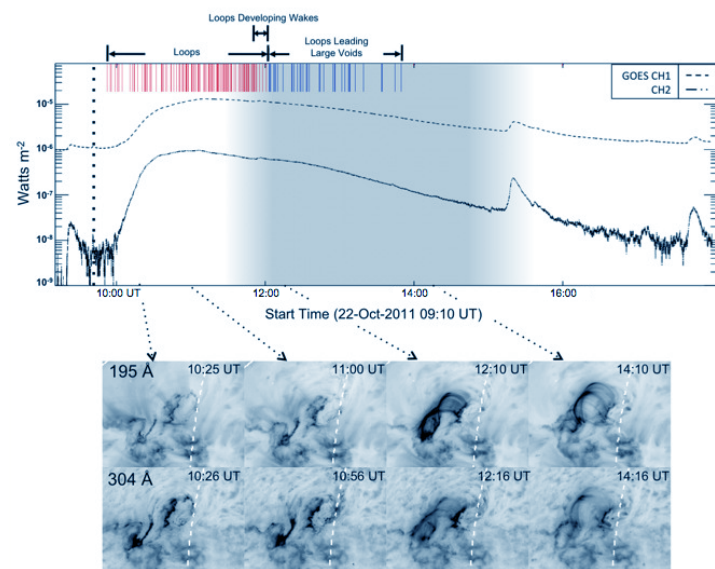 Loops Developing Wakes
Loops
Loops Leading
Large Voids
GOES CH1
CH2
10⁻⁵
10⁻⁶
10⁻⁷
10⁻⁸
10⁻⁹
Watts m⁻²
10:00 UT 12:00 14:00 16:00
Start Time (22-Oct-2011 09:10 UT)
195 Å 10:25 UT 11:00 UT 12:10 UT 14:10 UT
304 Å 10:26 UT 10:56 UT 12:16 UT 14:16 UT